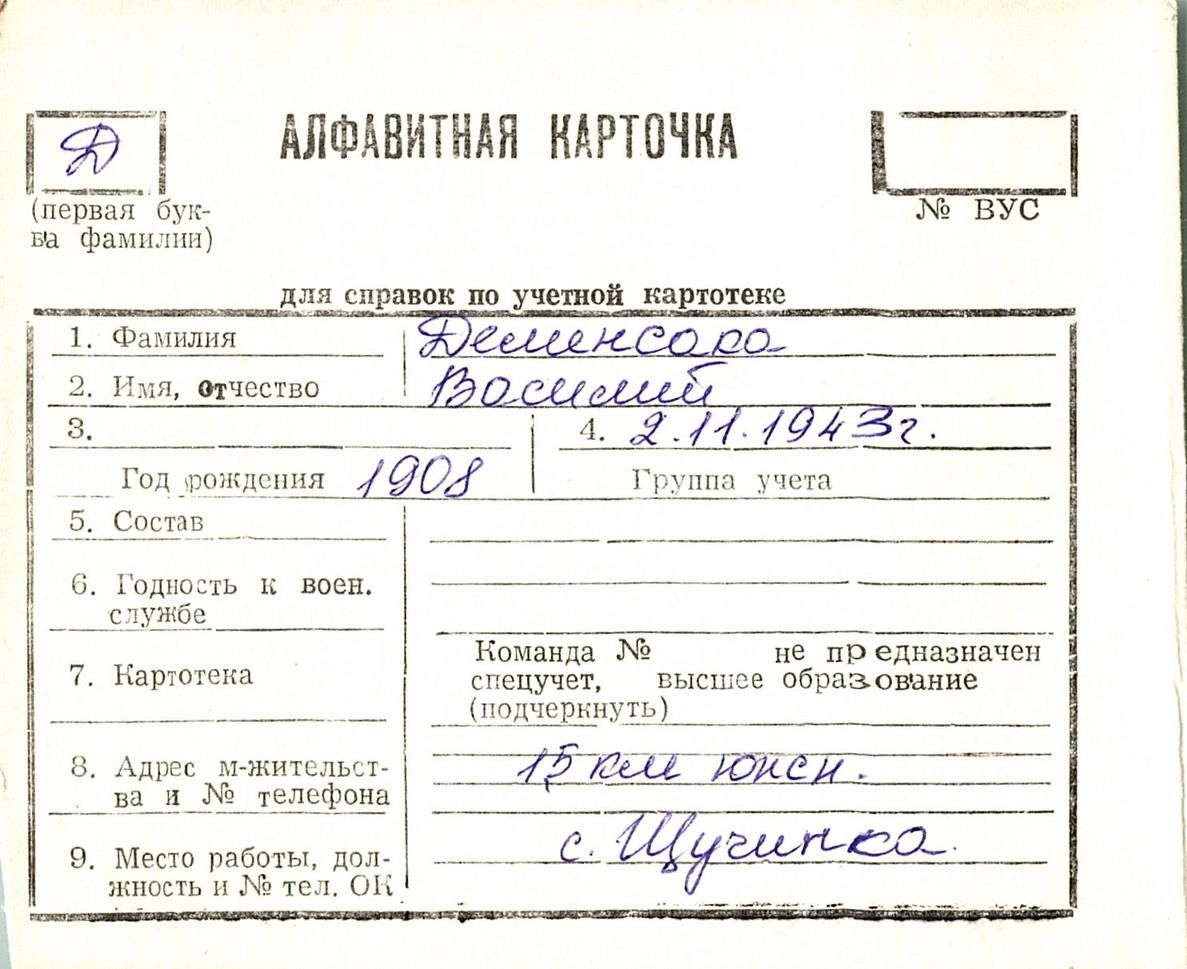 Д
АЛФАВИТНАЯ КАРТОЧКА
(первая бук-
ва фамилии)
№ ВУС
для справок по учетной картотеке
1. Фамилия Деменсака
2. Имя, отчество Василий
3. 4. 2.11.1943г.
Год рождения 1908 Группа учета
5. Состав
6. Годность к воен.
службе
7. Картотека
Команда № не предназначен
спецучет, высшее образование
(подчеркнуть)
8. Адрес м-жительст-
ва и № телефона
15 км южн.
с. Щучинка.
9. Место работы, дол-
жность и № тел. ОК